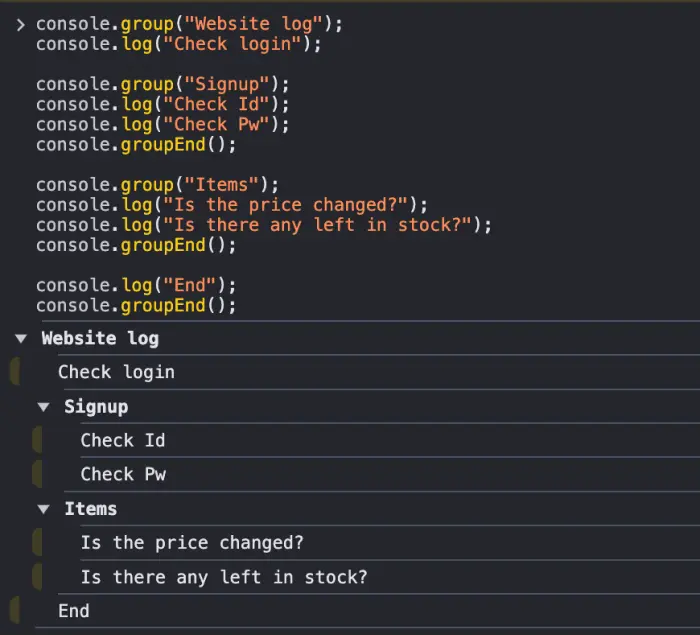 > console.group("Website log");
console.log("Check login");
console.group("Signup");
console.log("Check Id");
console.log("Check Pw");
console.groupEnd();
console.group("Items");
console.log("Is the price changed?");
console.log("Is there any left in stock?");
console.groupEnd();
console.log("End");
console.groupEnd();
▼ Website log
Check login
▼ Signup
Check Id
Check Pw
▼ Items
Is the price changed?
Is there any left in stock?
End